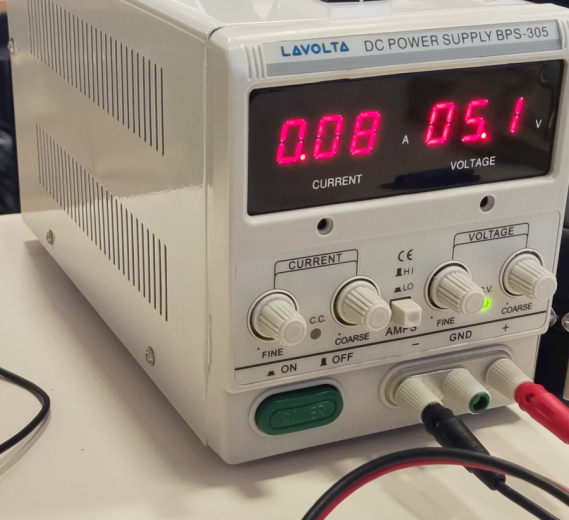 LAVOLTA DC POWER SUPPLY BPS-305
0.08 A 05.1 V
CURRENT VOLTAGE
CURRENT CE VOLTAGE
HI
LO
C.C. C.V.
FINE COARSE AMPS FINE COARSE
ON OFF − GND +
POWER